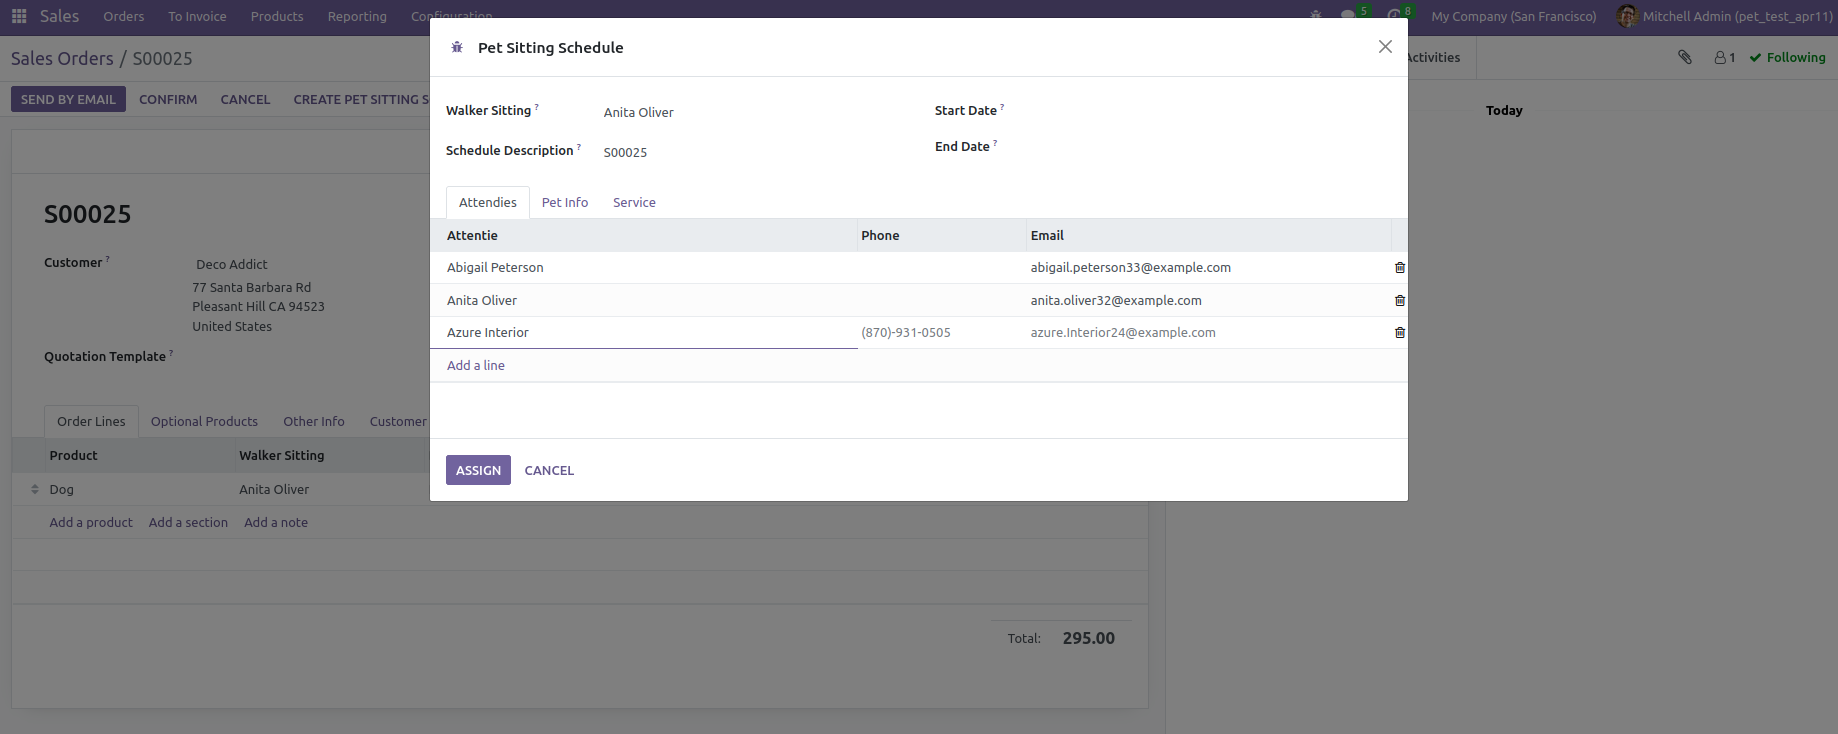 Sales Orders To Invoice Products Reporting Configuration 5 8 My Company (San Francisco) Mitchell Admin (pet_test_apr11)
Sales Orders / S00025
Activities 1 Following
SEND BY EMAIL CONFIRM CANCEL CREATE PET SITTING S
Today
Pet Sitting Schedule
Walker Sitting ? Anita Oliver Start Date ?
Schedule Description ? S00025 End Date ?
Attendies Pet Info Service
Attentie Phone Email
Abigail Peterson abigail.peterson33@example.com
Anita Oliver anita.oliver32@example.com
Azure Interior (870)-931-0505 azure.Interior24@example.com
Add a line
ASSIGN CANCEL
S00025
Customer ? Deco Addict
77 Santa Barbara Rd
Pleasant Hill CA 94523
United States
Quotation Template ?
Order Lines Optional Products Other Info Customer
Product Walker Sitting
Dog Anita Oliver
Add a product Add a section Add a note
Total: 295.00